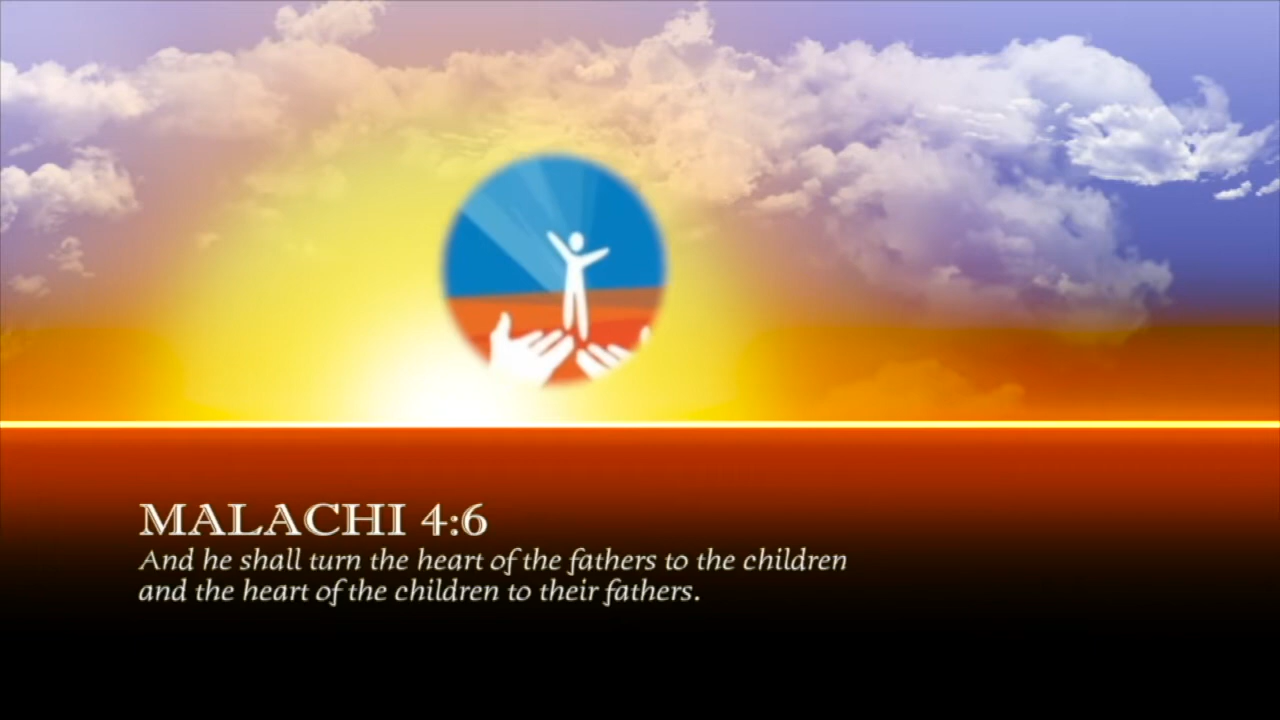 MALACHI 4:6
And he shall turn the heart of the fathers to the children
and the heart of the children to their fathers.